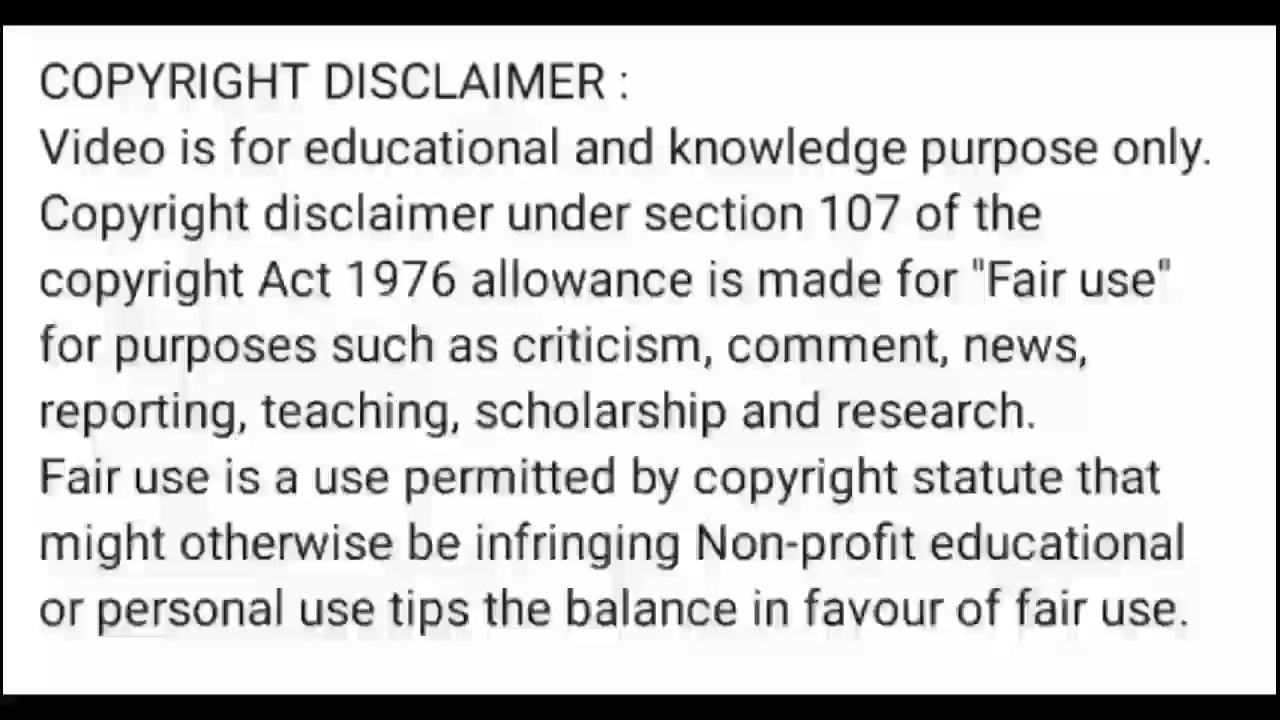 COPYRIGHT DISCLAIMER :
Video is for educational and knowledge purpose only.
Copyright disclaimer under section 107 of the
copyright Act 1976 allowance is made for "Fair use"
for purposes such as criticism, comment, news,
reporting, teaching, scholarship and research.
Fair use is a use permitted by copyright statute that
might otherwise be infringing Non-profit educational
or personal use tips the balance in favour of fair use.